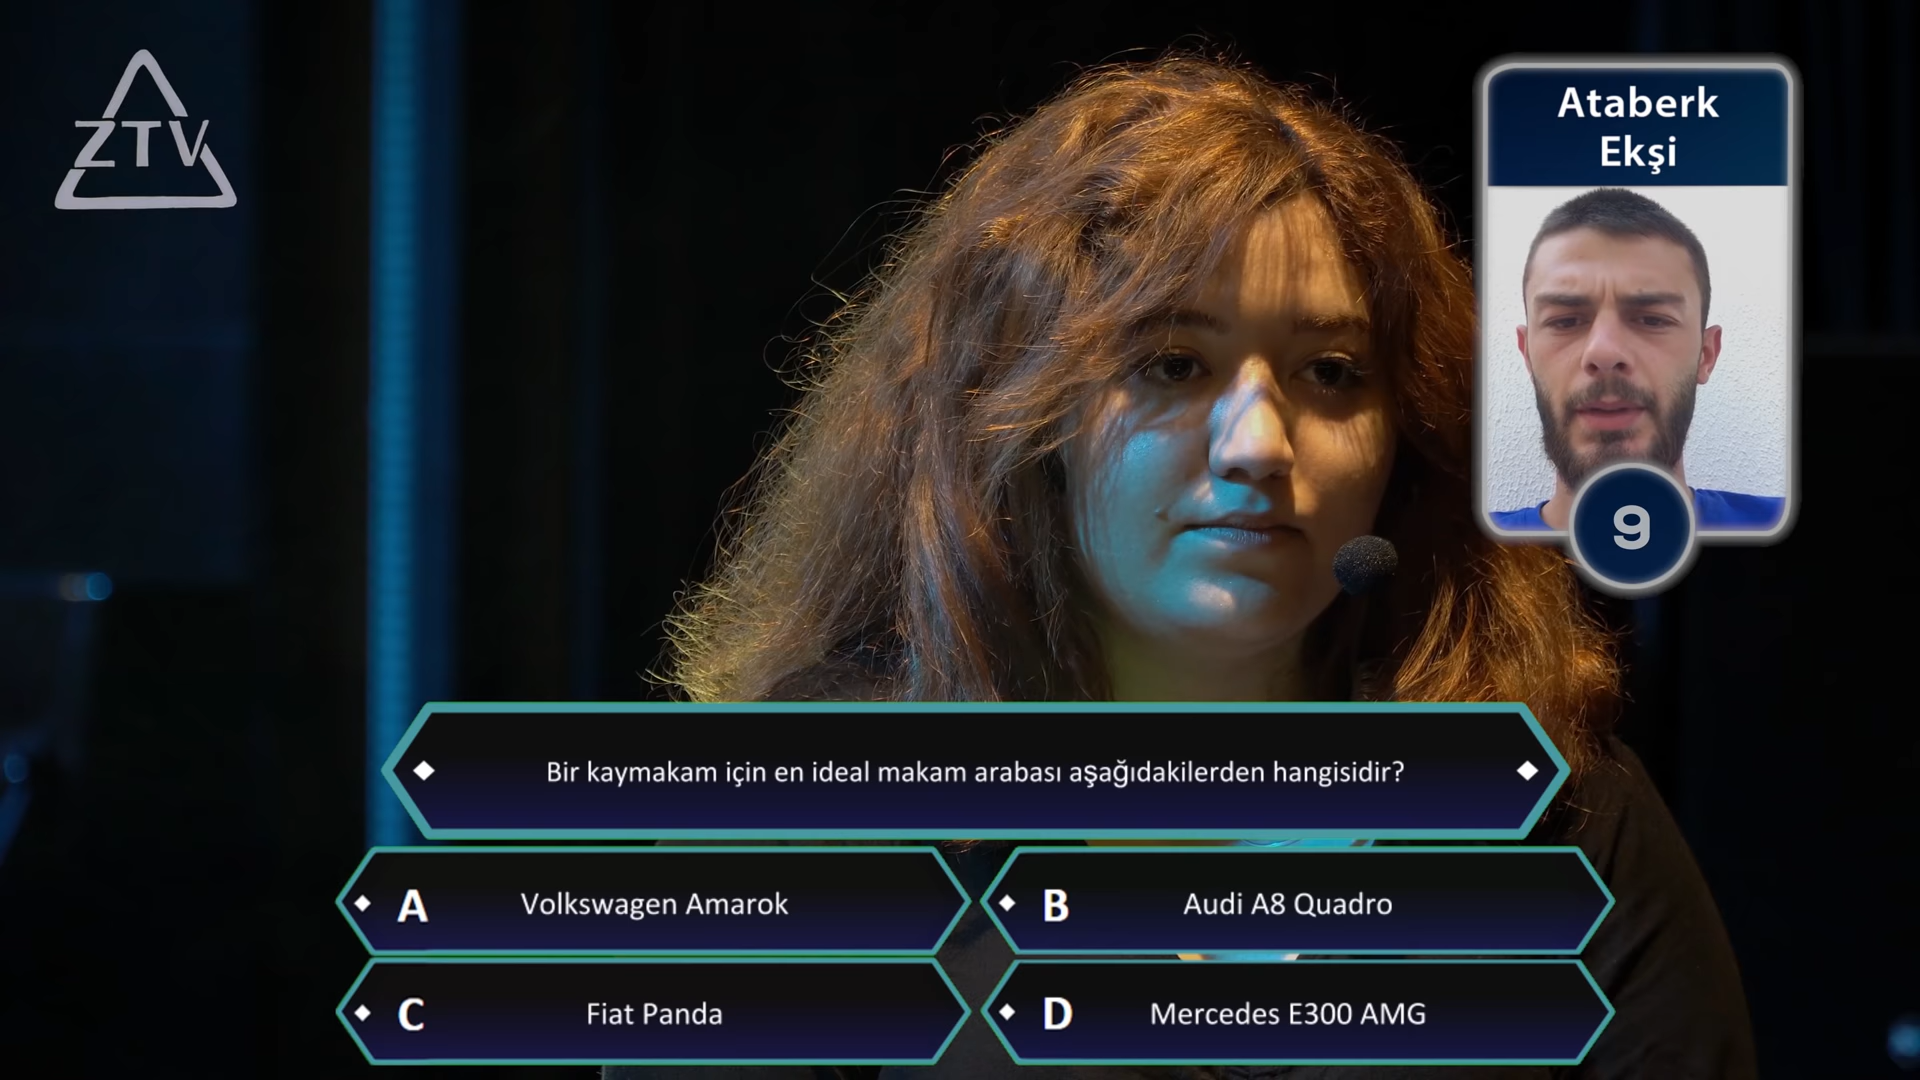 ZTV
Ataberk
Ekşi
9
Bir kaymakam için en ideal makam arabası aşağıdakilerden hangisidir?
A Volkswagen Amarok
B Audi A8 Quadro
C Fiat Panda
D Mercedes E300 AMG